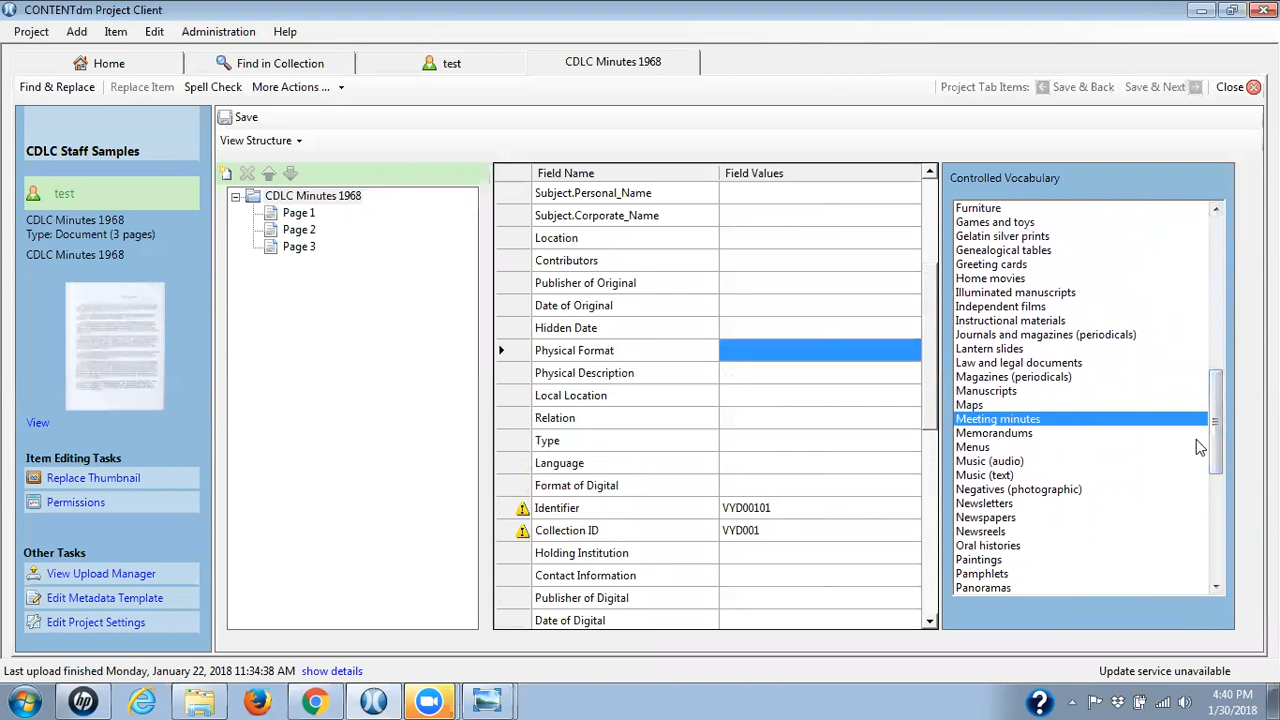 CONTENTdm Project Client
Project Add Item Edit Administration Help
Home Find in Collection test CDLC Minutes 1968
Find & Replace Replace Item Spell Check More Actions ... Project Tab Items: Save & Back Save & Next Close
CDLC Staff Samples
test
CDLC Minutes 1968
Type: Document (3 pages)
CDLC Minutes 1968
View
Item Editing Tasks
Replace Thumbnail
Permissions
Other Tasks
View Upload Manager
Edit Metadata Template
Edit Project Settings
Save
View Structure
CDLC Minutes 1968
Page 1
Page 2
Page 3
Field Name Field Values
Subject.Personal_Name
Subject.Corporate_Name
Location
Contributors
Publisher of Original
Date of Original
Hidden Date
Physical Format
Physical Description
Local Location
Relation
Type
Language
Format of Digital
Identifier VYD00101
Collection ID VYD001
Holding Institution
Contact Information
Publisher of Digital
Date of Digital
Controlled Vocabulary
Furniture
Games and toys
Gelatin silver prints
Genealogical tables
Greeting cards
Home movies
Illuminated manuscripts
Independent films
Instructional materials
Journals and magazines (periodicals)
Lantern slides
Law and legal documents
Magazines (periodicals)
Manuscripts
Maps
Meeting minutes
Memorandums
Menus
Music (audio)
Music (text)
Negatives (photographic)
Newsletters
Newspapers
Newsreels
Oral histories
Paintings
Pamphlets
Panoramas
Last upload finished Monday, January 22, 2018 11:34:38 AM show details Update service unavailable
hp
4:40 PM
1/30/2018